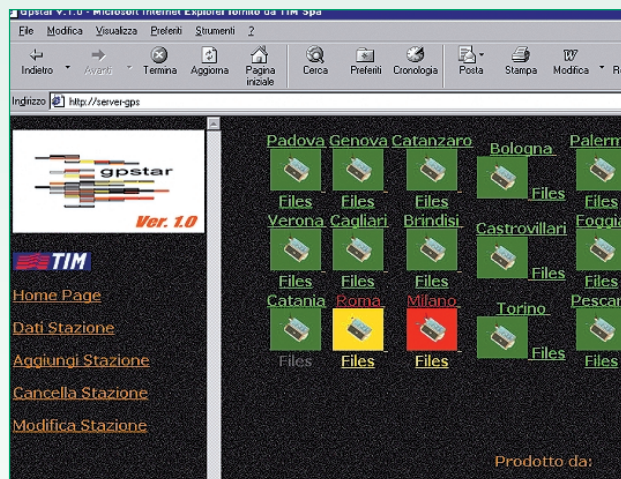 Gpstar v.1.0 - Microsoft Internet Explorer fornito da TIM Spa
File Modifica Visualizza Preferiti Strumenti ?
Indietro Avanti Termina Aggiorna Pagina iniziale Cerca Preferiti Cronologia Posta Stampa Modifica R
Indirizzo http://server-gps
gpstar
Ver. 1.0
TIM
Home Page
Dati Stazione
Aggiungi Stazione
Cancella Stazione
Modifica Stazione
Padova Genova Catanzaro Bologna Palerm
Files Files Files Files Files
Verona Cagliari Brindisi Castrovillari Foggia
Files Files Files Files Files
Catania Roma Milano Torino Pescar
Files Files Files Files Files
Prodotto da: